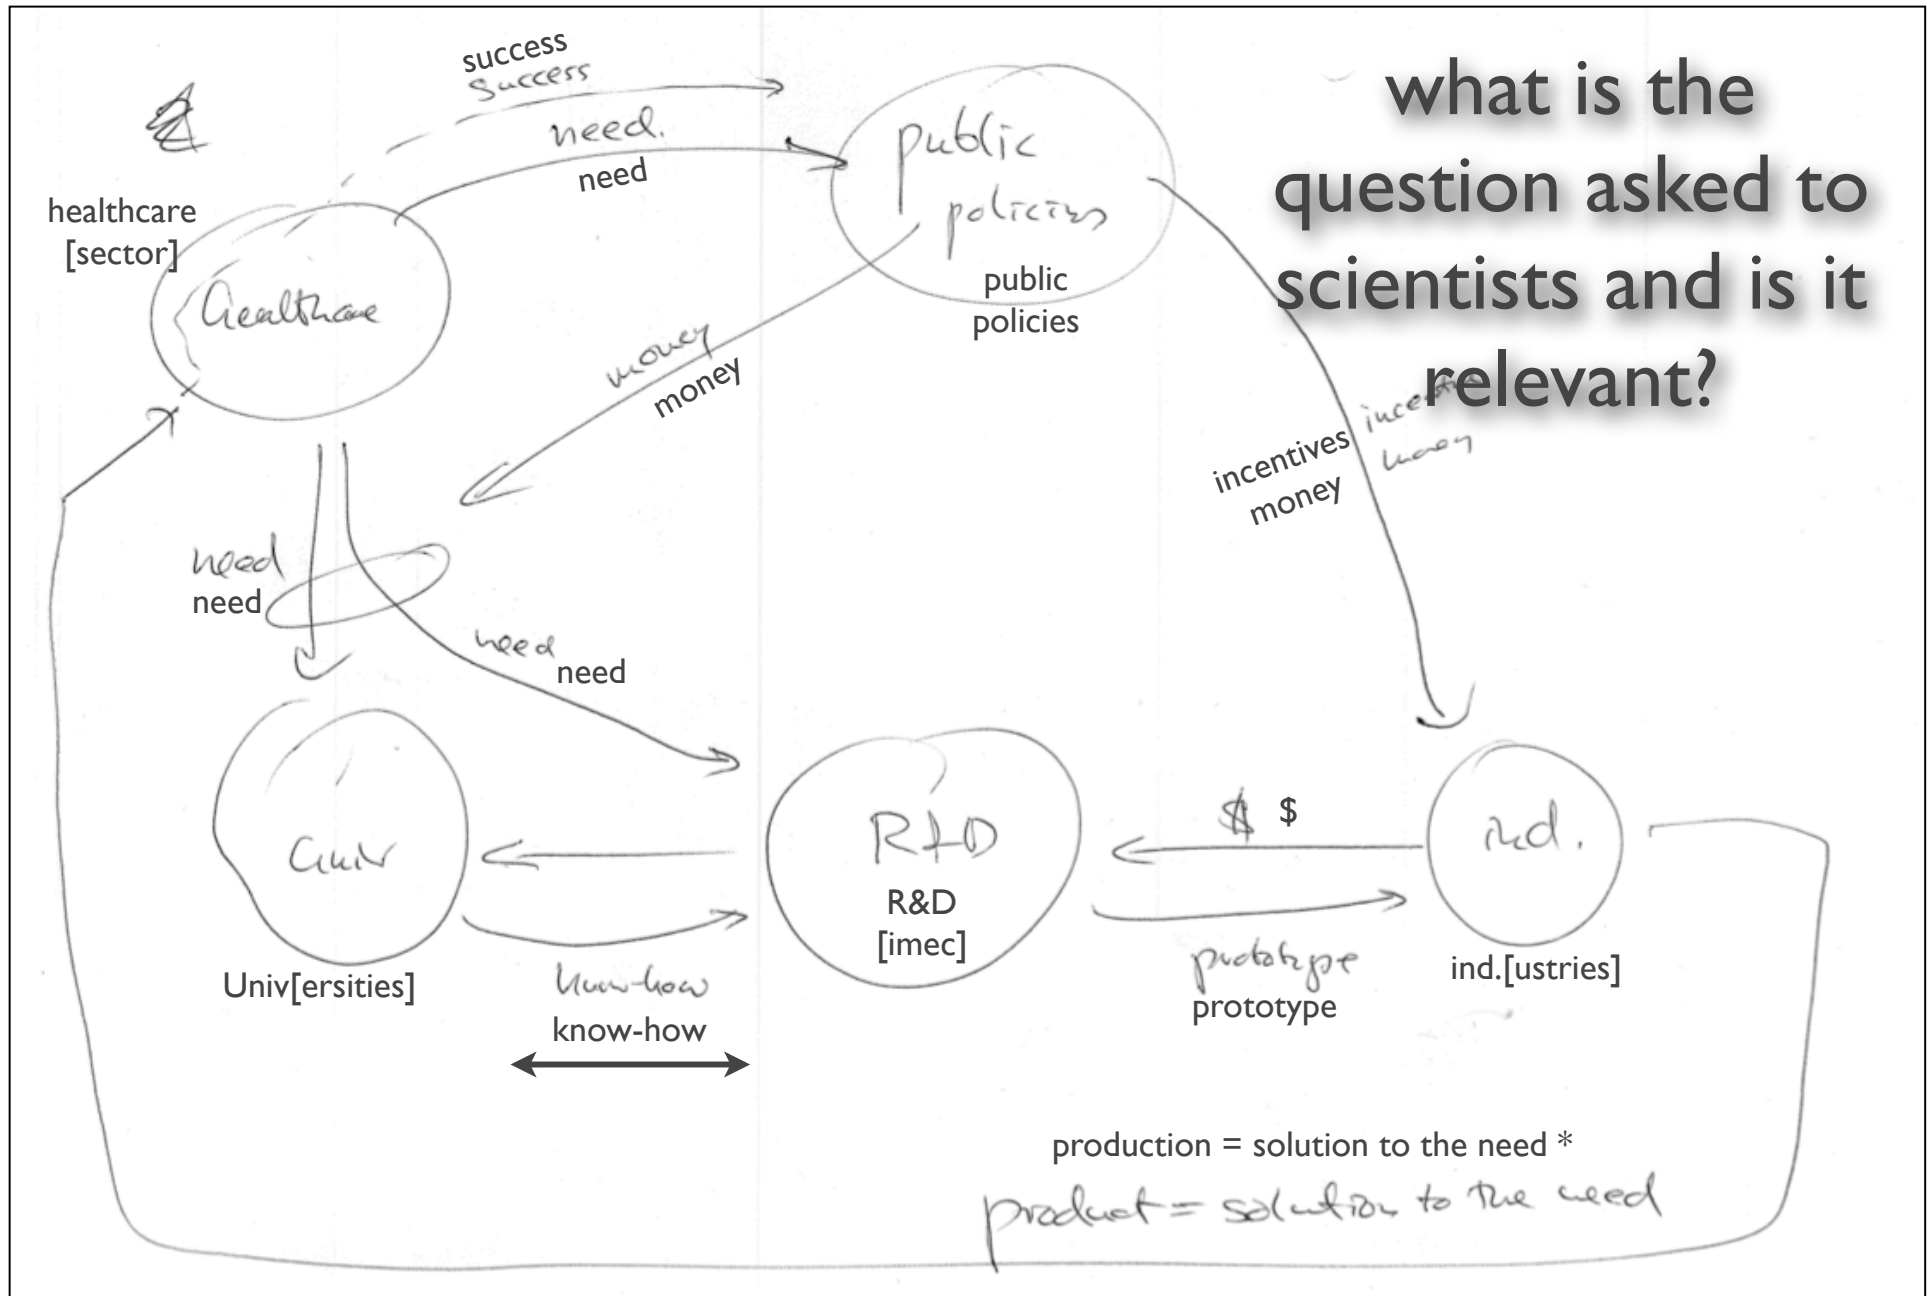 what is the
question asked to
scientists and is it
relevant?
success
success
need.
need
healthcare
[sector]
healthcare
public
policies
public
policies
money
money
incentives
money
money
need
need
need
need
univ
Univ[ersities]
R+D
R&D
[imec]
$ $
ind.
ind.[ustries]
know-how
know-how
prototype
prototype
production = solution to the need *
product = solution to the need